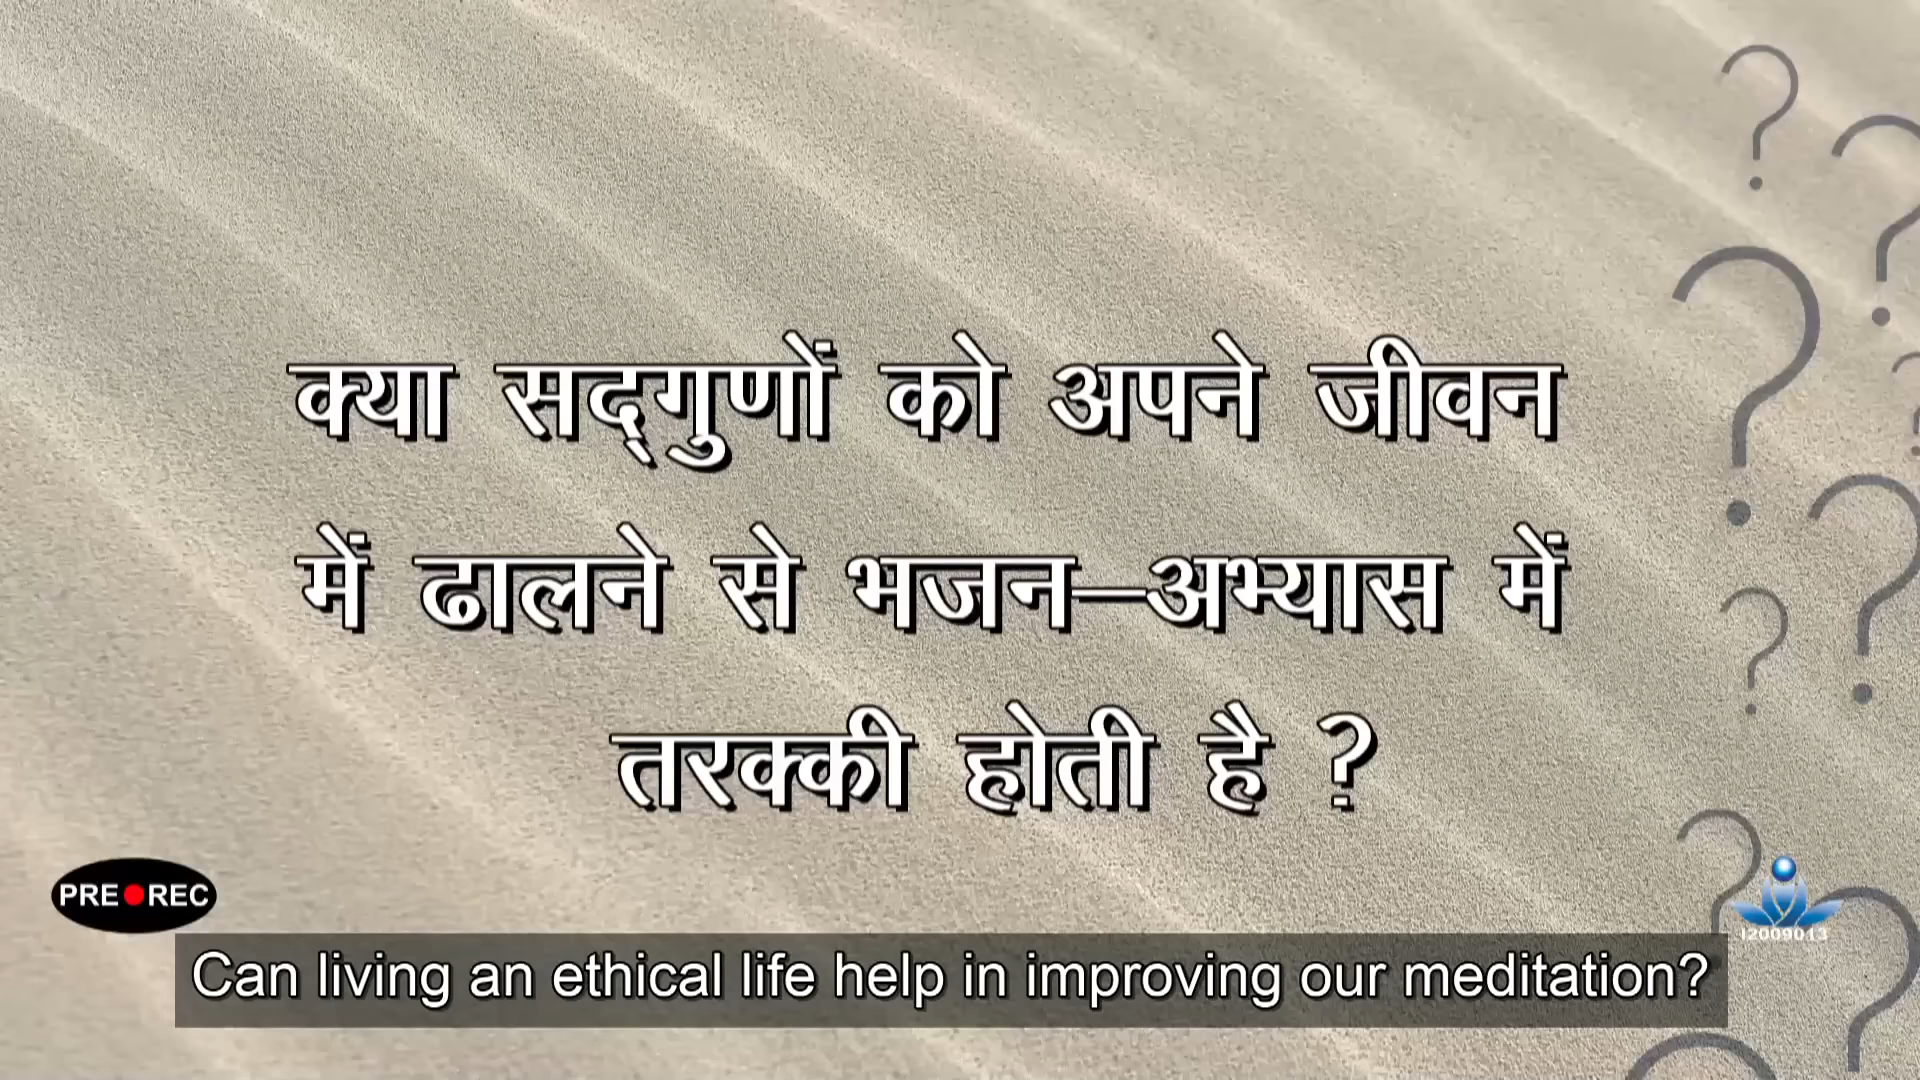 क्या सद्‌गुणों को अपने जीवन
में ढालने से भजन–अभ्यास में
तरक्की होती है ?
PRE REC
I2009013
Can living an ethical life help in improving our meditation?